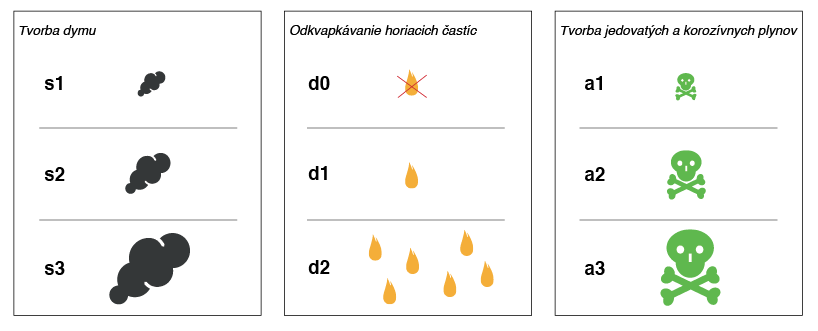 Tvorba dymu
s1
s2
s3
Odkvapkávanie horiacich častíc
d0
d1
d2
Tvorba jedovatých a korozívnych plynov
a1
a2
a3